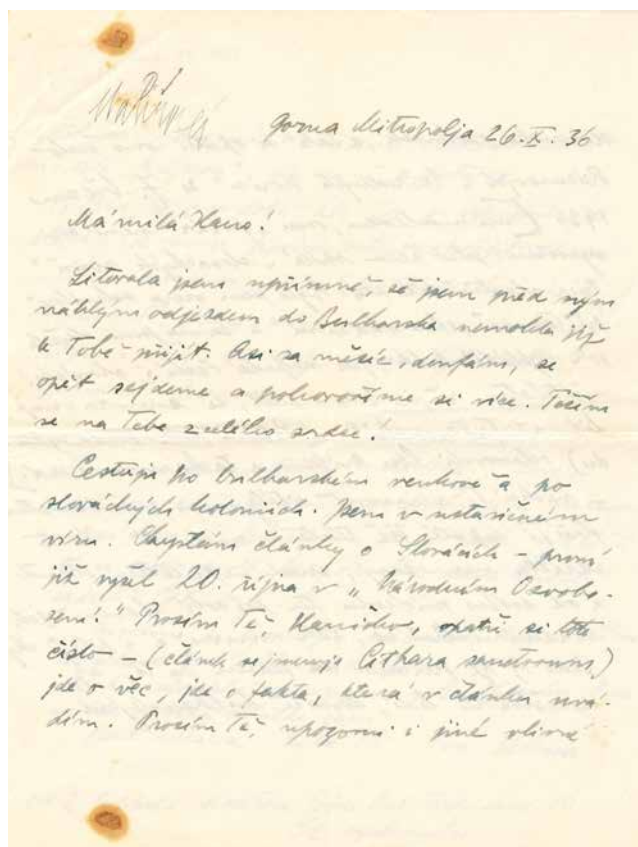 Gorna Mitropolja 26.X.36
Má milá Hano!
Litovala jsem upřímně, že jsem před svým
náhlým odjezdem do Bulharska nemohla již
k Tobě přijít. Asi za měsíc, doufám, se
opět sejdeme a pohovoříme si více. Těším
se na Tebe z celého srdce.
Cestuji po bulharském venkově a po
slováckých koloniích. Jsem v ustavičném
víru. Chystám články o Slovácích – první
již vyšel 20. října v „Národním Osvobo-
zení." Prosím Tě, Haničko, opatři si toto
číslo – (článek se jmenuje Cithara sanctorum)
jde o věc, jde o fakta, která v článku uvá-
dím. Prosím Tě, upozorni i jiné vlivné